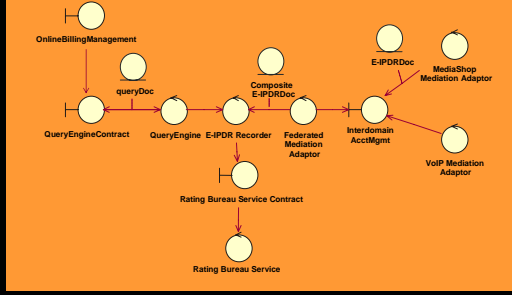 OnlineBillingManagement
queryDoc
Composite
E-IPDRDoc
E-IPDRDoc
MediaShop
Mediation Adaptor
QueryEngineContract
QueryEngine
E-IPDR Recorder
Federated
Mediation
Adaptor
Interdomain
AcctMgmt
VoIP Mediation
Adaptor
Rating Bureau Service Contract
Rating Bureau Service